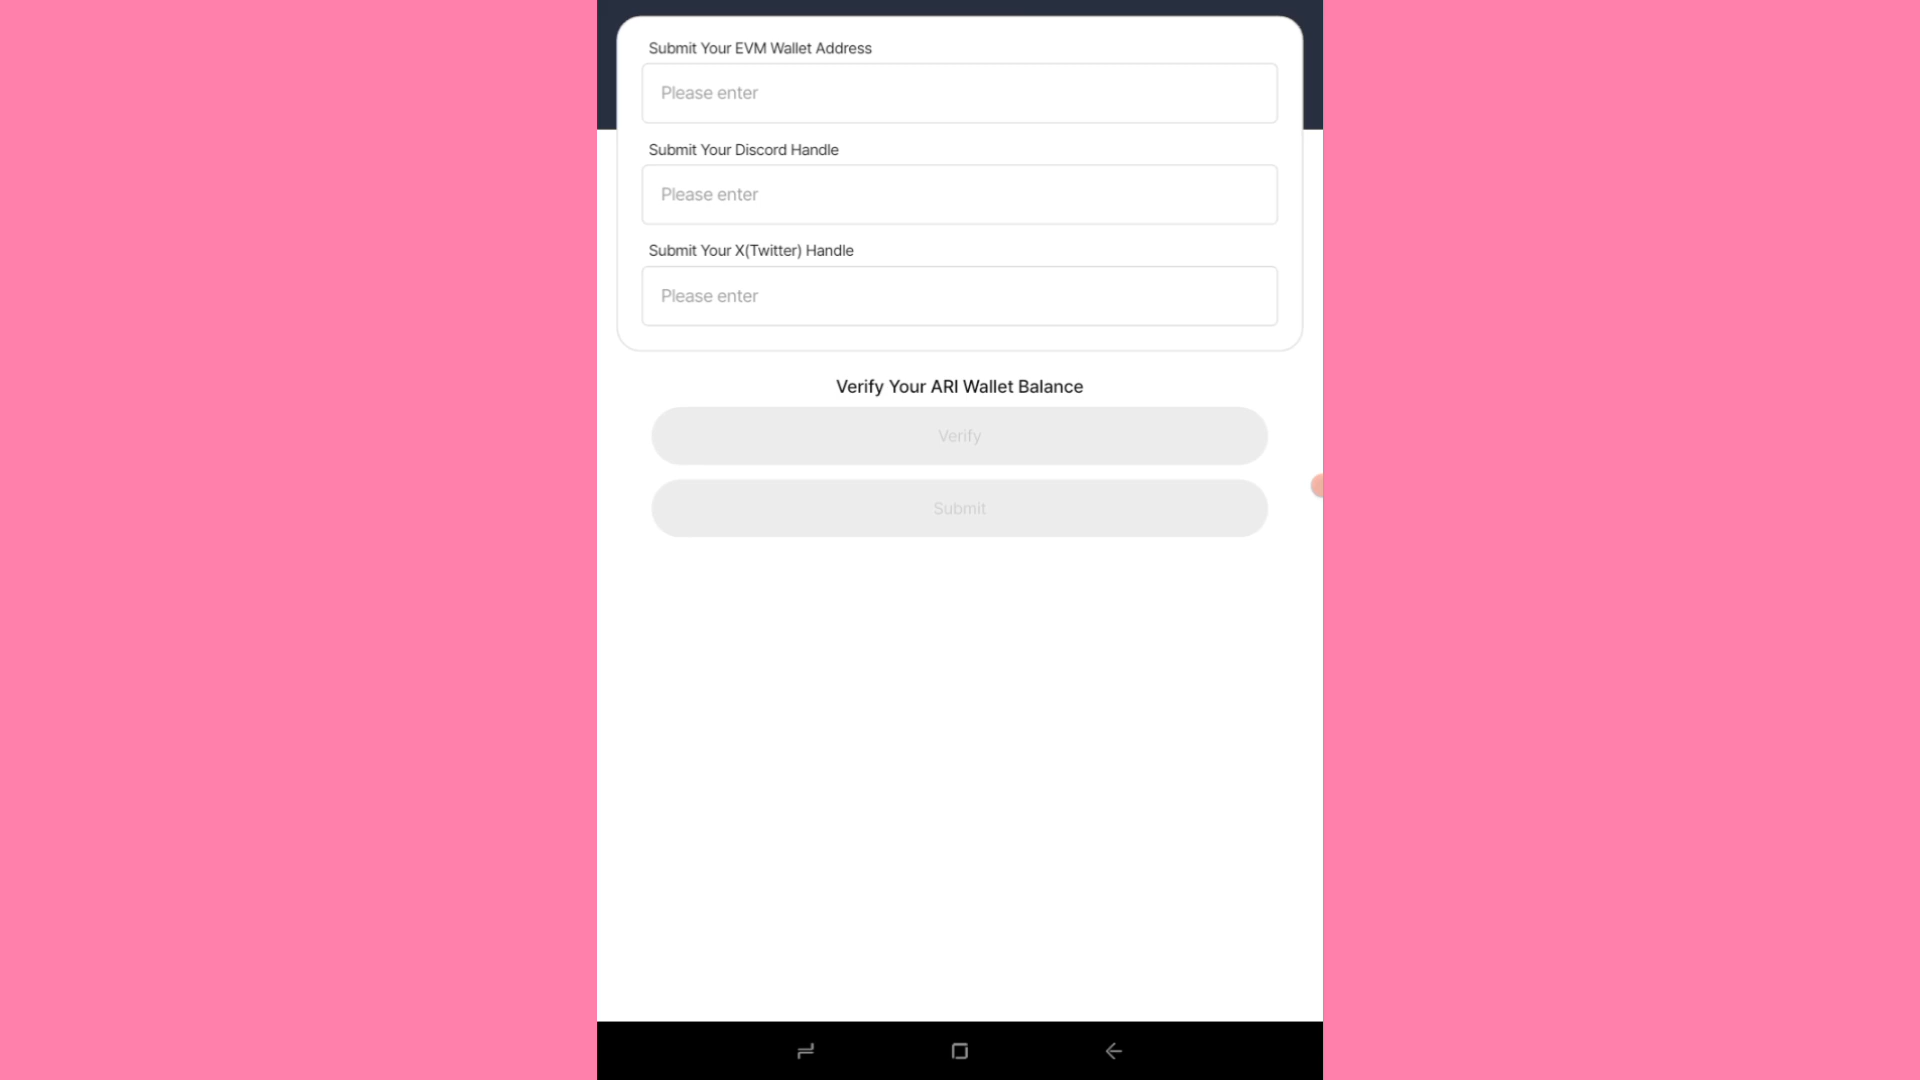 Submit Your EVM Wallet Address
Please enter
Submit Your Discord Handle
Please enter
Submit Your X(Twitter) Handle
Please enter
Verify Your ARI Wallet Balance
Verify
Submit